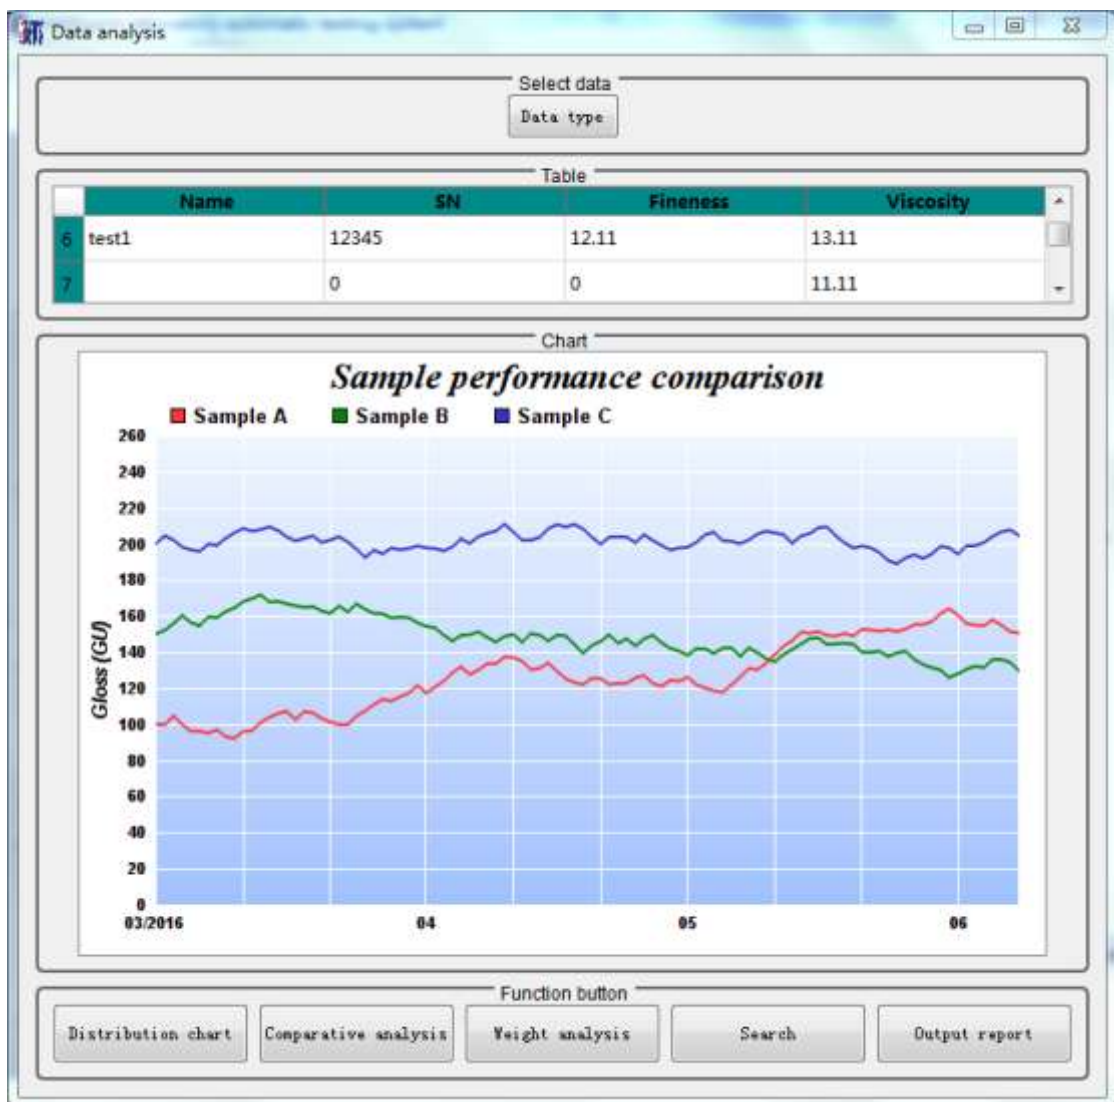 Data analysis
Select data
Data type
Table
Name SN Fineness Viscosity
6 test1 12345 12.11 13.11
7 0 0 11.11
Chart
Sample performance comparison
Sample A Sample B Sample C
260
240
220
200
180
160
140
120
100
80
60
40
20
0
Gloss (GU)
03/2016 04 05 06
Function button
Distribution chart Comparative analysis Weight analysis Search Output report